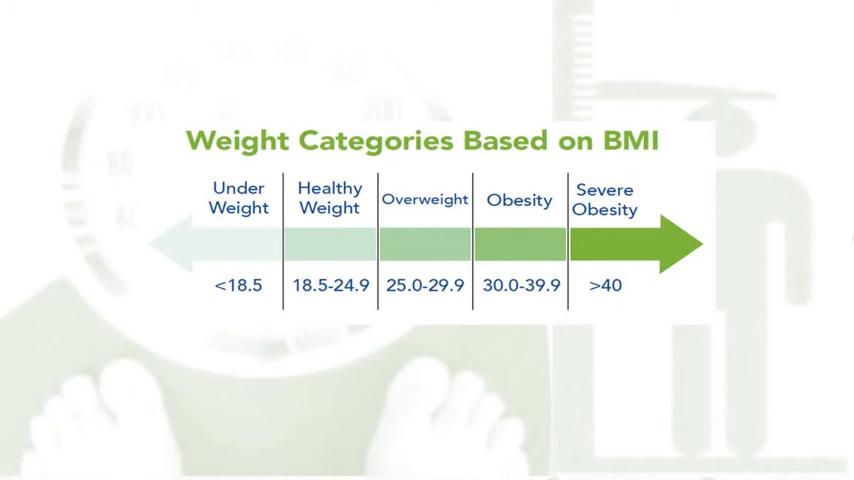 Weight Categories Based on BMI
Under Weight
Healthy Weight
Overweight
Obesity
Severe Obesity
<18.5
18.5-24.9
25.0-29.9
30.0-39.9
>40
80